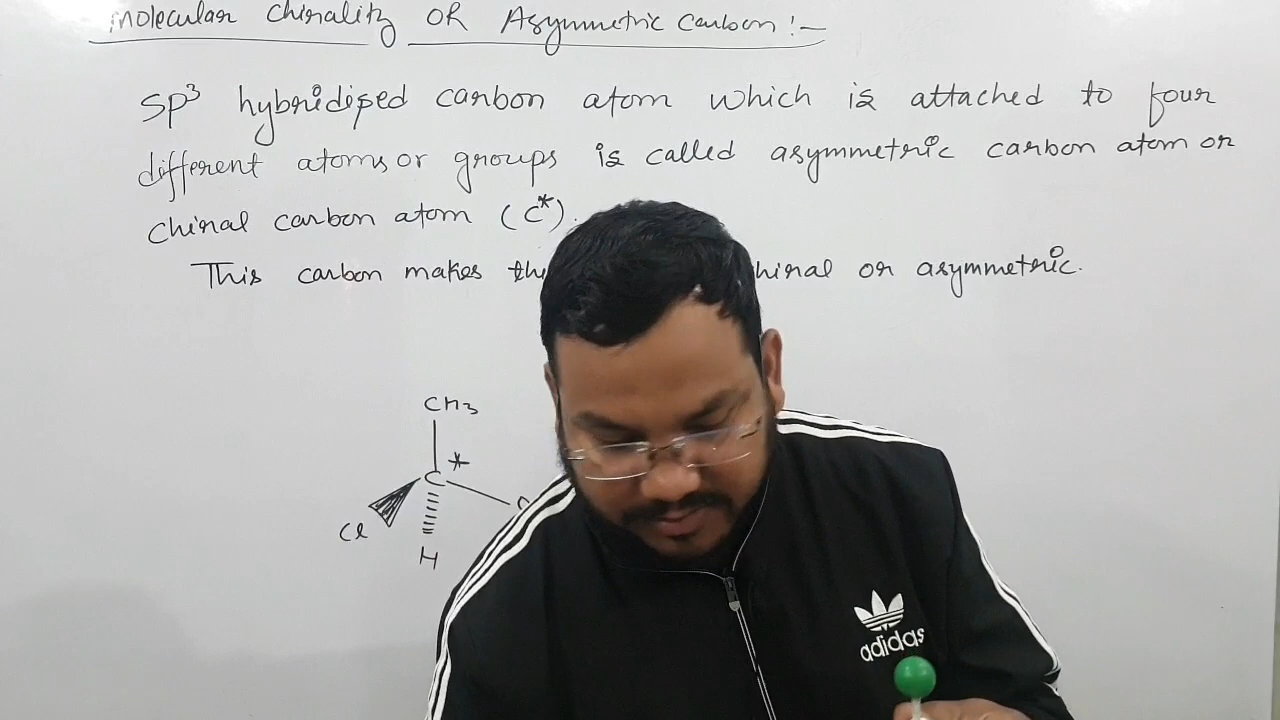 molecular chirality OR Asymmetric carbon :-
SP³ hybridised carbon atom which is attached to four
different atoms or groups is called asymmetric carbon atom or
chiral carbon atom (C*).
This carbon makes the chiral or asymmetric.
CH₃
C *
Cl
H
adidas